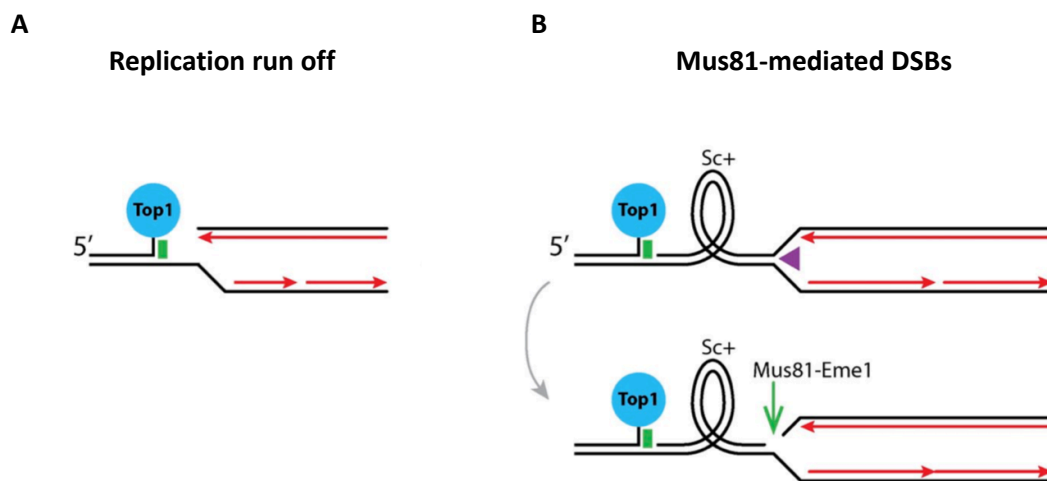 A
B
Replication run off
Mus81-mediated DSBs
Sc+
Top1
Top1
5′
5′
Sc+
Mus81-Eme1
Top1